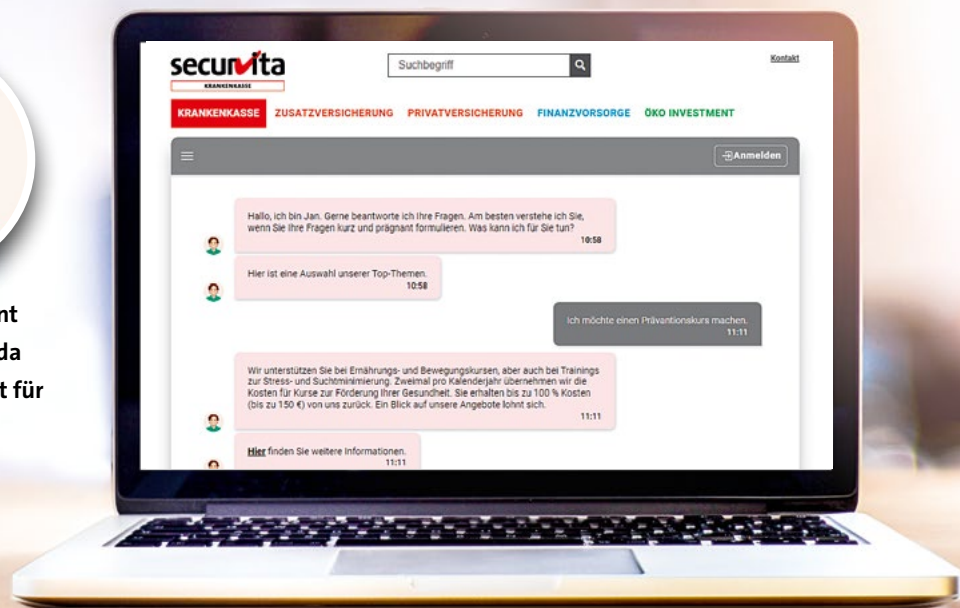 securvita
KRANKENKASSE
Suchbegriff
Kontakt
KRANKENKASSE ZUSATZVERSICHERUNG PRIVATVERSICHERUNG FINANZVORSORGE ÖKO INVESTMENT
Anmelden
Hallo, ich bin Jan. Gerne beantworte ich Ihre Fragen. Am besten verstehe ich Sie,
wenn Sie Ihre Fragen kurz und prägnant formulieren. Was kann ich für Sie tun?
10:58
Hier ist eine Auswahl unserer Top-Themen.
10:58
Ich möchte einen Prävantionskurs machen.
11:11
Wir unterstützen Sie bei Ernährungs- und Bewegungskursen, aber auch bei Trainings
zur Stress- und Suchtminimierung. Zweimal pro Kalenderjahr übernehmen wir die
Kosten für Kurse zur Förderung Ihrer Gesundheit. Sie erhalten bis zu 100 % Kosten
(bis zu 150 €) von uns zurück. Ein Blick auf unsere Angebote lohnt sich.
11:11
Hier finden Sie weitere Informationen.
11:11
nt
da
t für